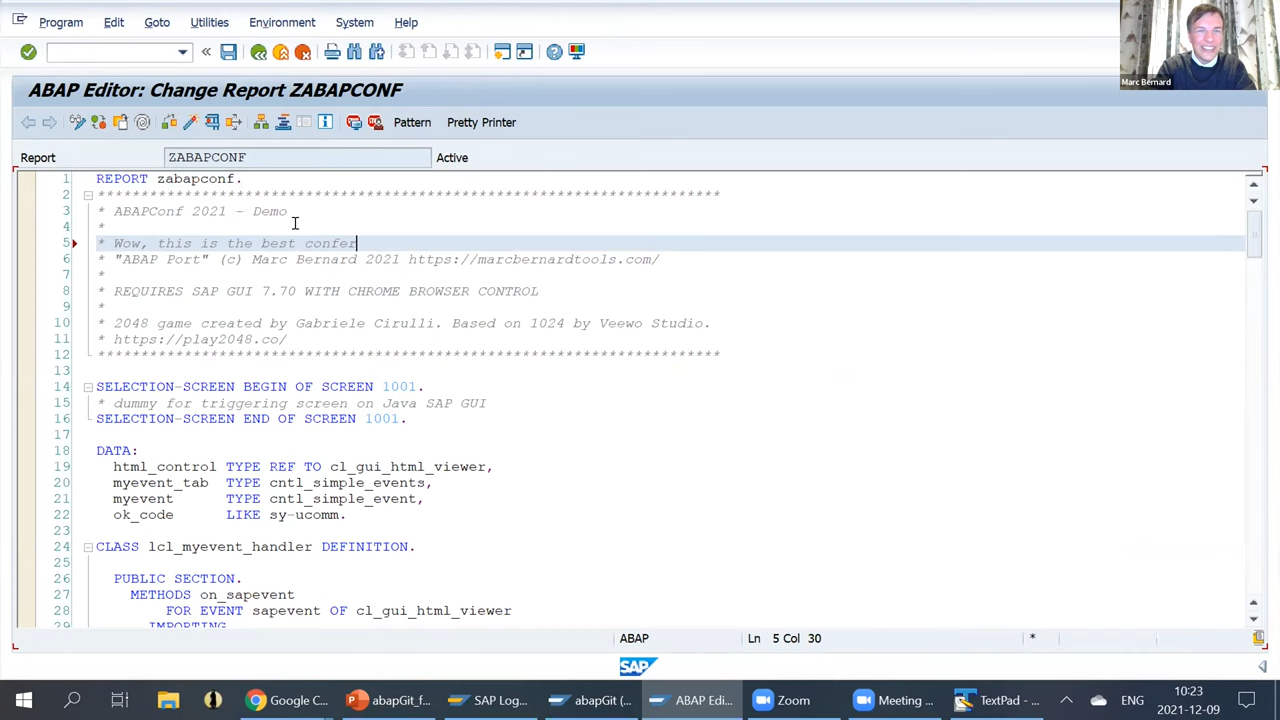 Program Edit Goto Utilities Environment System Help
Marc Bernard
ABAP Editor: Change Report ZABAPCONF
Pattern Pretty Printer
Report ZABAPCONF Active
1 REPORT zabapconf.
2 ************************************************************************
3 * ABAPConf 2021 - Demo
4 *
5 * Wow, this is the best confer
6 * "ABAP Port" (c) Marc Bernard 2021 https://marcbernardtools.com/
7 *
8 * REQUIRES SAP GUI 7.70 WITH CHROME BROWSER CONTROL
9 *
10 * 2048 game created by Gabriele Cirulli. Based on 1024 by Veewo Studio.
11 * https://play2048.co/
12 ************************************************************************
13
14 SELECTION-SCREEN BEGIN OF SCREEN 1001.
15 * dummy for triggering screen on Java SAP GUI
16 SELECTION-SCREEN END OF SCREEN 1001.
17
18 DATA:
19 html_control TYPE REF TO cl_gui_html_viewer,
20 myevent_tab TYPE cntl_simple_events,
21 myevent TYPE cntl_simple_event,
22 ok_code LIKE sy-ucomm.
23
24 CLASS lcl_myevent_handler DEFINITION.
25
26 PUBLIC SECTION.
27 METHODS on_sapevent
28 FOR EVENT sapevent OF cl_gui_html_viewer
29 IMPORTING
ABAP Ln 5 Col 30 *
SAP
Google C... abapGit_f... SAP Log... abapGit (... ABAP Edi... Zoom Meeting ... TextPad - ... ENG 10:23
2021-12-09